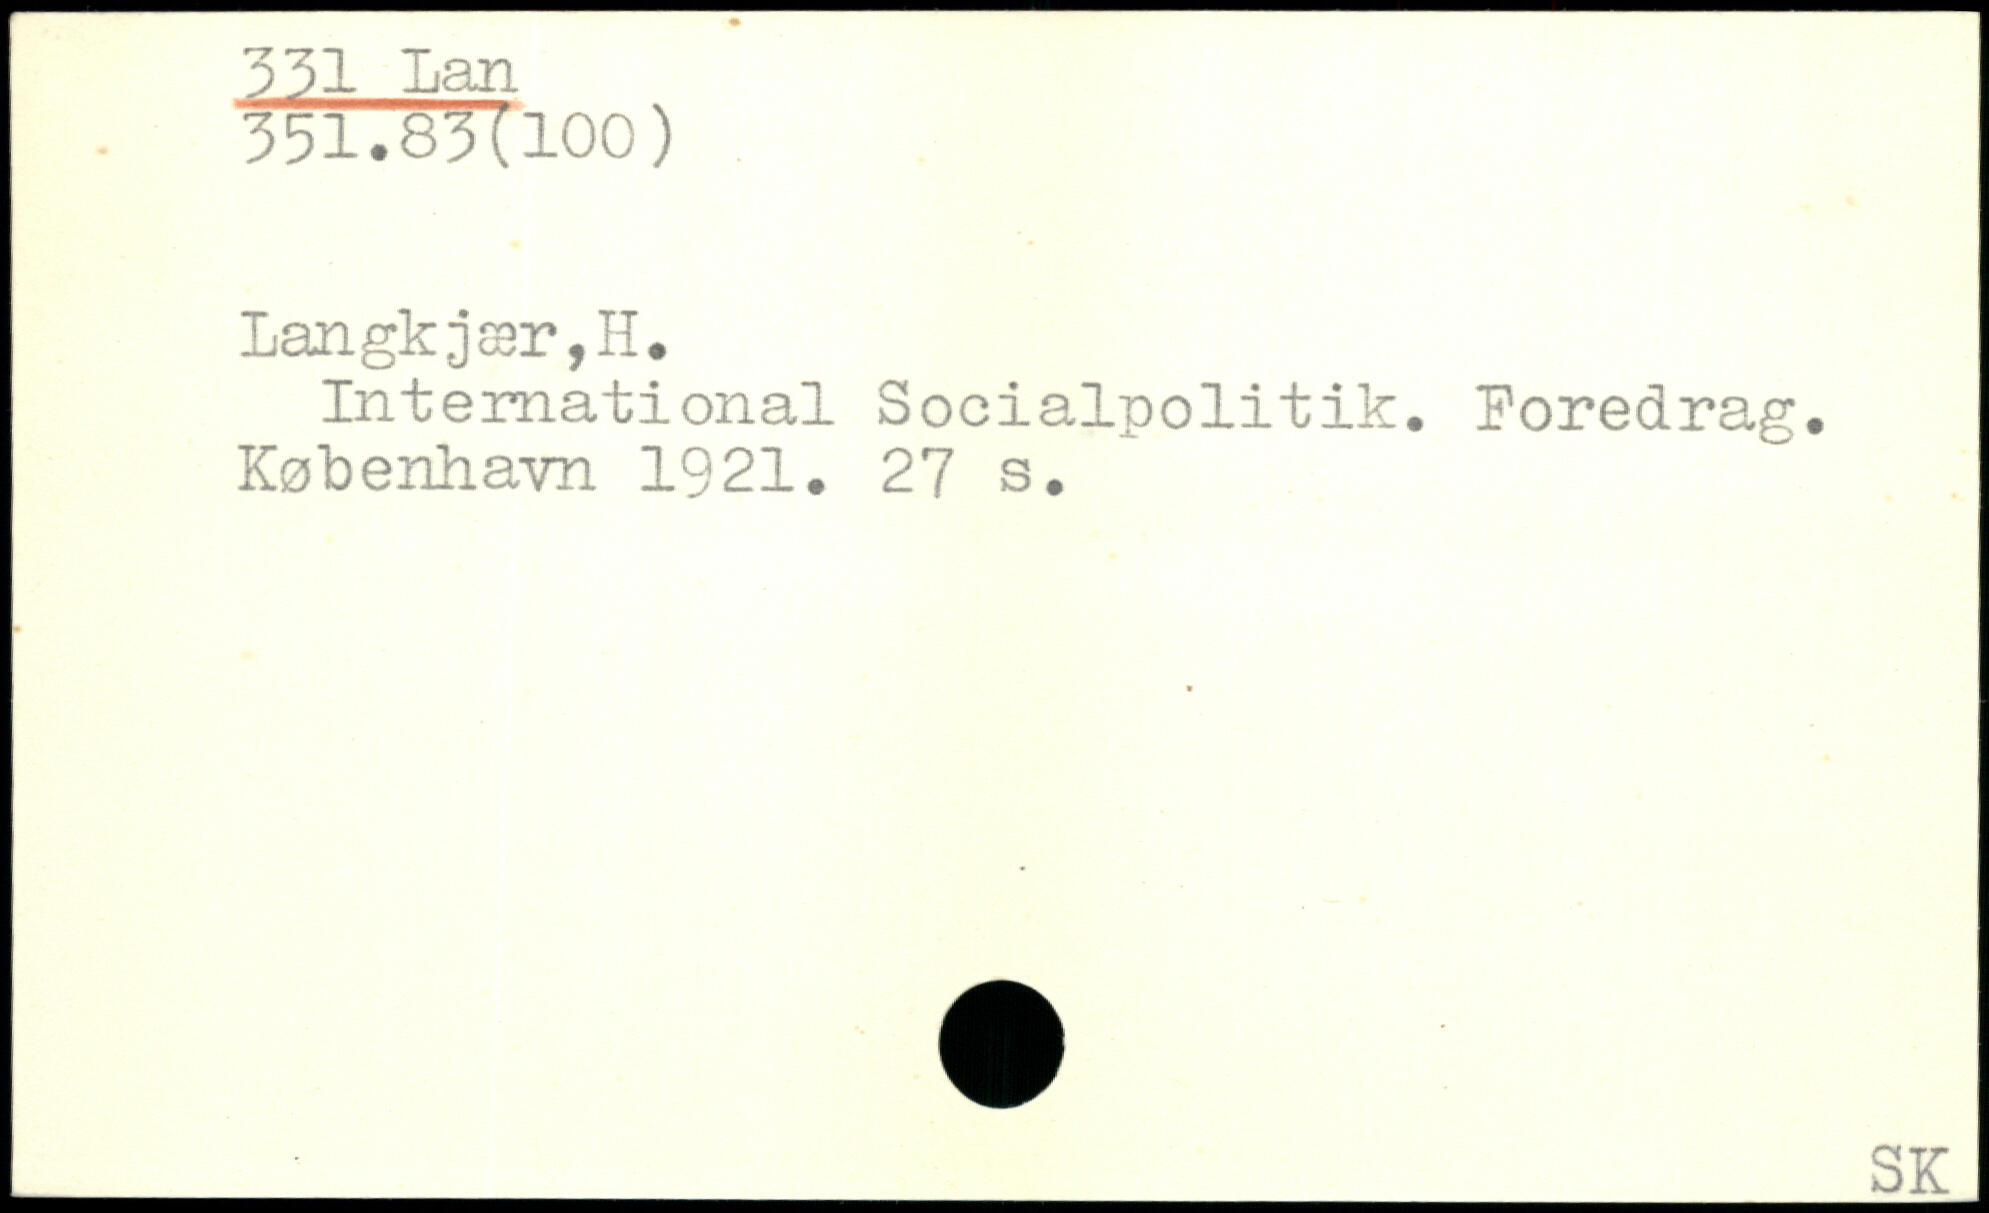 331 Lan
351.83(100)
Langkjær,H.
International Socialpolitik. Foredrag.
København 1921. 27 s.
SK